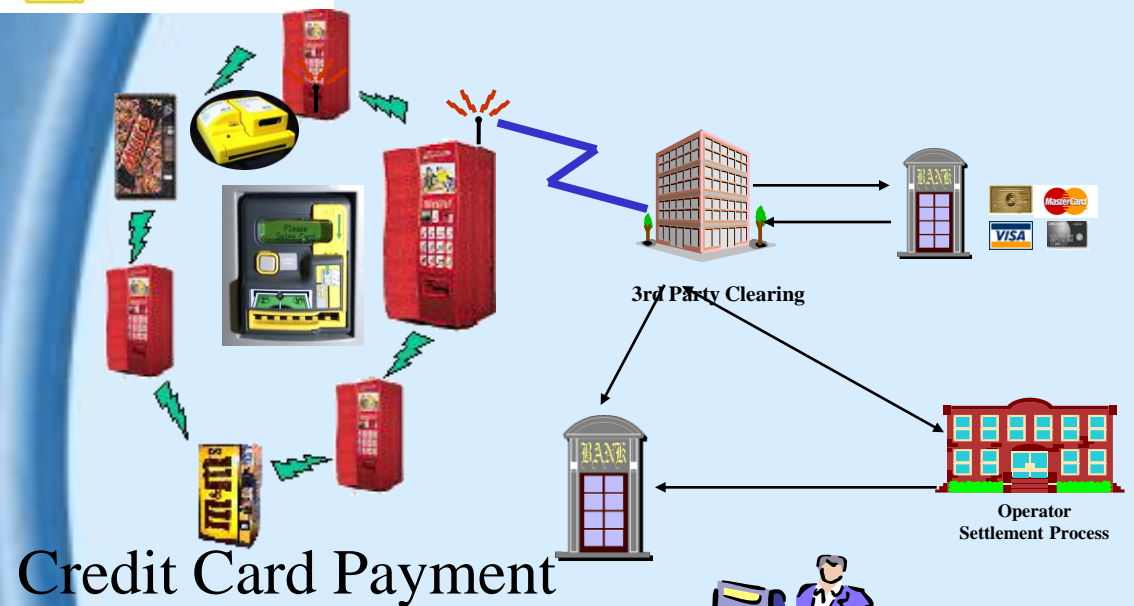 BANK
MasterCard
VISA
Please
Swipe Card
3rd Party Clearing
BANK
M&M's
Operator
Settlement Process
Credit Card Payment